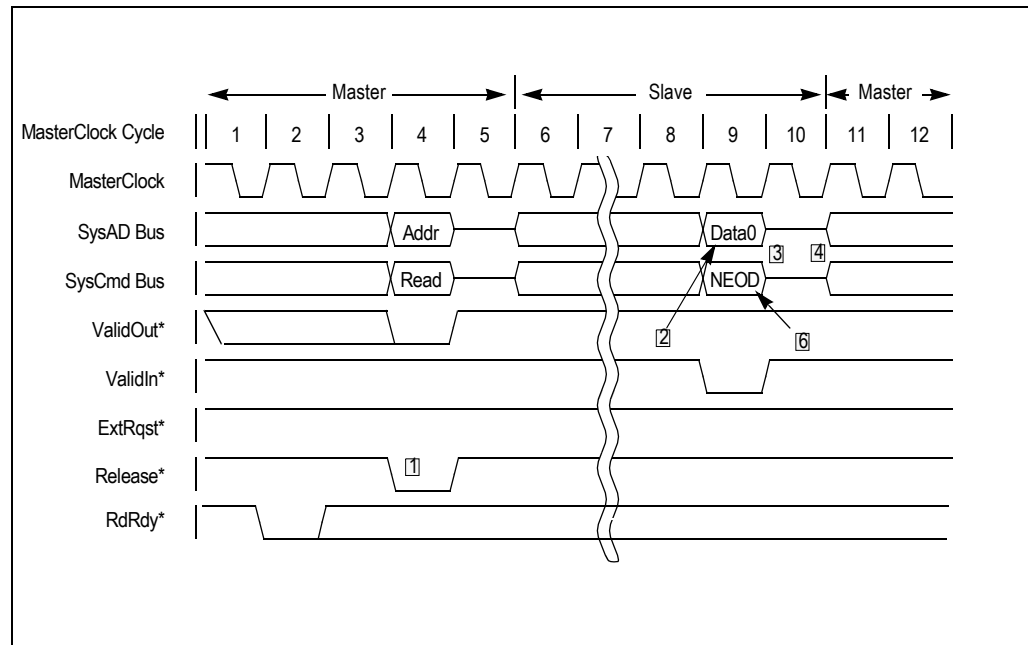 Master Slave Master
MasterClock Cycle 1 2 3 4 5 6 7 8 9 10 11 12
MasterClock
SysAD Bus Addr Data0
3 4
SysCmd Bus Read NEOD
ValidOut* 2 6
ValidIn*
ExtRqst*
Release* 1
RdRdy*